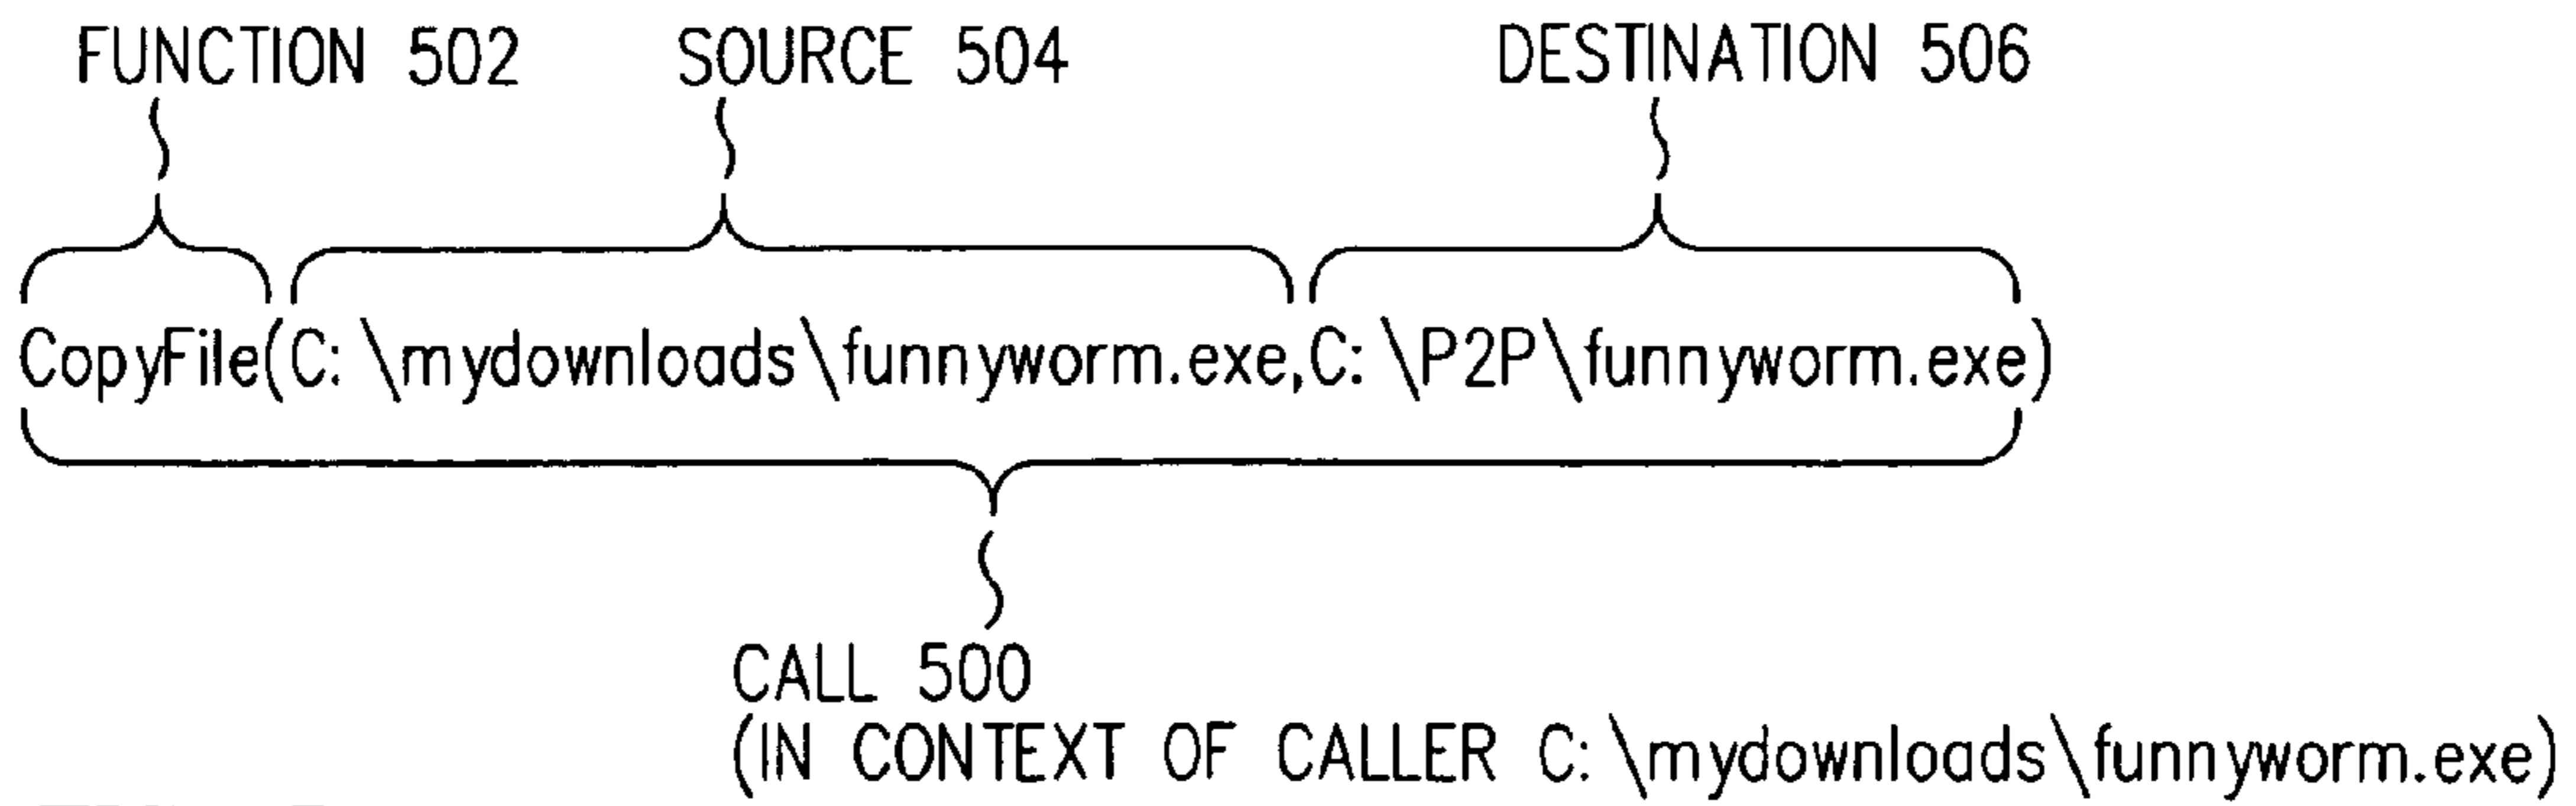 FUNCTION 502 SOURCE 504 DESTINATION 506
CopyFile(C: \mydownloads\funnyworm.exe,C: \P2P\funnyworm.exe)
CALL 500
(IN CONTEXT OF CALLER C: \mydownloads\funnyworm.exe)